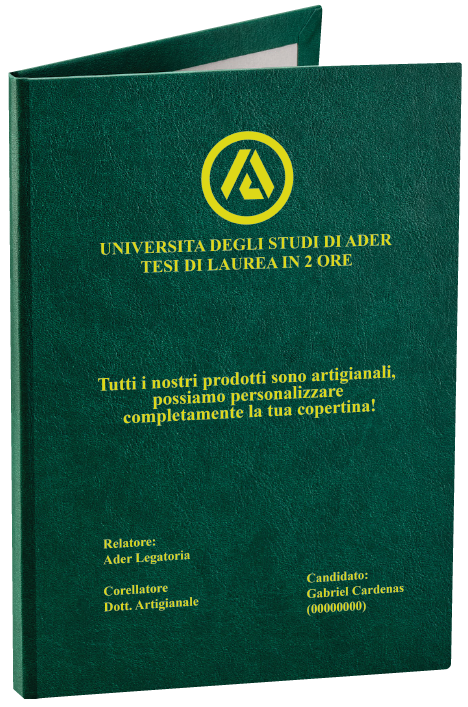 UNIVERSITA DEGLI STUDI DI ADER
TESI DI LAUREA IN 2 ORE
Tutti i nostri prodotti sono artigianali,
possiamo personalizzare
completamente la tua copertina!
Relatore:
Ader Legatoria
Corellatore
Dott. Artigianale
Candidato:
Gabriel Cardenas
(00000000)